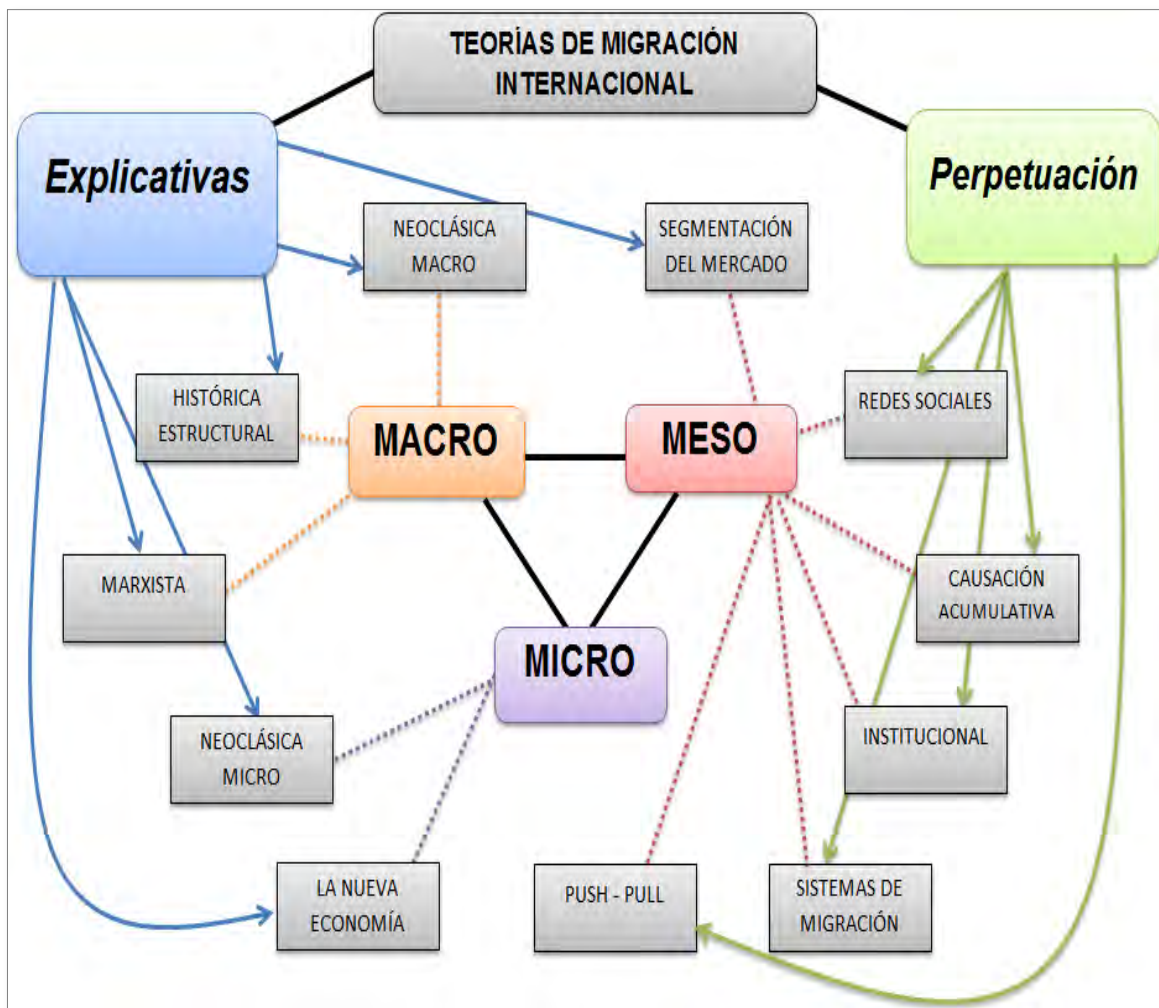 TEORÍAS DE MIGRACIÓN
INTERNACIONAL
Explicativas
Perpetuación
NEOCLÁSICA
MACRO
SEGMENTACIÓN
DEL MERCADO
HISTÓRICA
ESTRUCTURAL
MACRO
MESO
REDES SOCIALES
MARXISTA
CAUSACIÓN
ACUMULATIVA
MICRO
NEOCLÁSICA
MICRO
INSTITUCIONAL
LA NUEVA
ECONOMÍA
PUSH - PULL
SISTEMAS DE
MIGRACIÓN